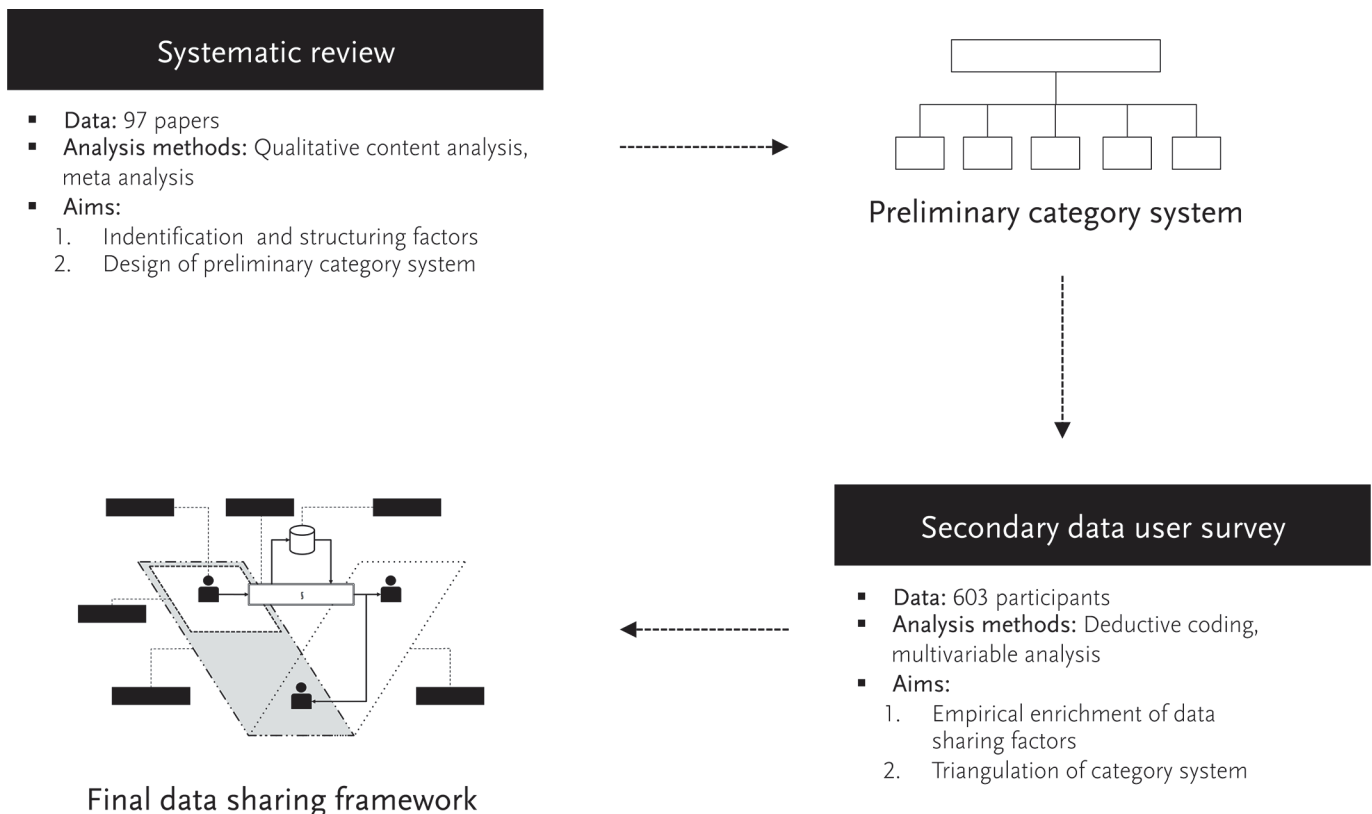 Systematic review
▪ Data: 97 papers
▪ Analysis methods: Qualitative content analysis,
meta analysis
▪ Aims:
1. Indentification and structuring factors
2. Design of preliminary category system
Preliminary category system
Secondary data user survey
▪ Data: 603 participants
▪ Analysis methods: Deductive coding,
multivariable analysis
▪ Aims:
1. Empirical enrichment of data
sharing factors
2. Triangulation of category system
Final data sharing framework